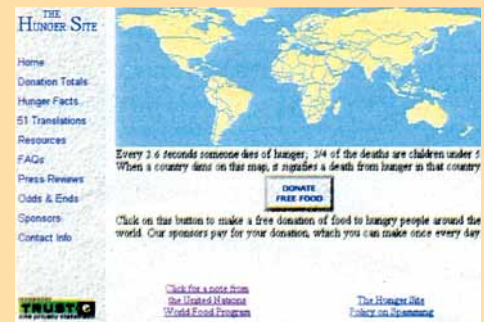 THE
HUNGER SITE
Home
Donation Totals
Hunger Facts
51 Translations
Resources
FAQs
Press Reviews
Odds & Ends
Sponsors
Contact Info
Every 3.6 seconds someone dies of hunger; 3/4 of the deaths are children under 5
When a country dims on this map, it signifies a death from hunger in that country
DONATE
FREE FOOD
Click on this button to make a free donation of food to hungry people around the
world. Our sponsors pay for your donation, which you can make once every day
TRUST
Click for a note from
the United Nations
World Food Program
The Hunger Site
Policy on Spamming